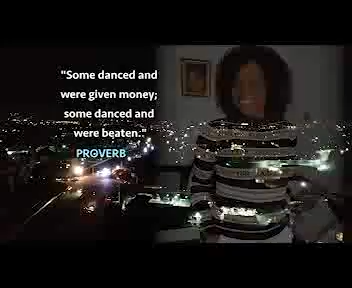 "Some danced and
were given money;
some danced and
were beaten."
PROVERB